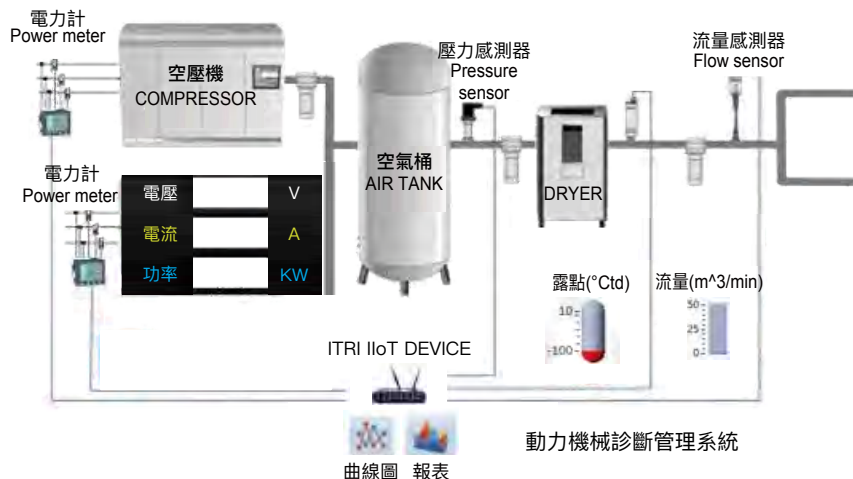 電力計
Power meter
空壓機
COMPRESSOR
壓力感測器
Pressure
sensor
流量感測器
Flow sensor
空氣桶
AIR TANK
DRYER
電力計
Power meter
電壓 V
電流 A
功率 KW
露點(°Ctd)
10
-100
流量(m^3/min)
50
25
0
ITRI IIoT DEVICE
曲線圖 報表
動力機械診斷管理系統